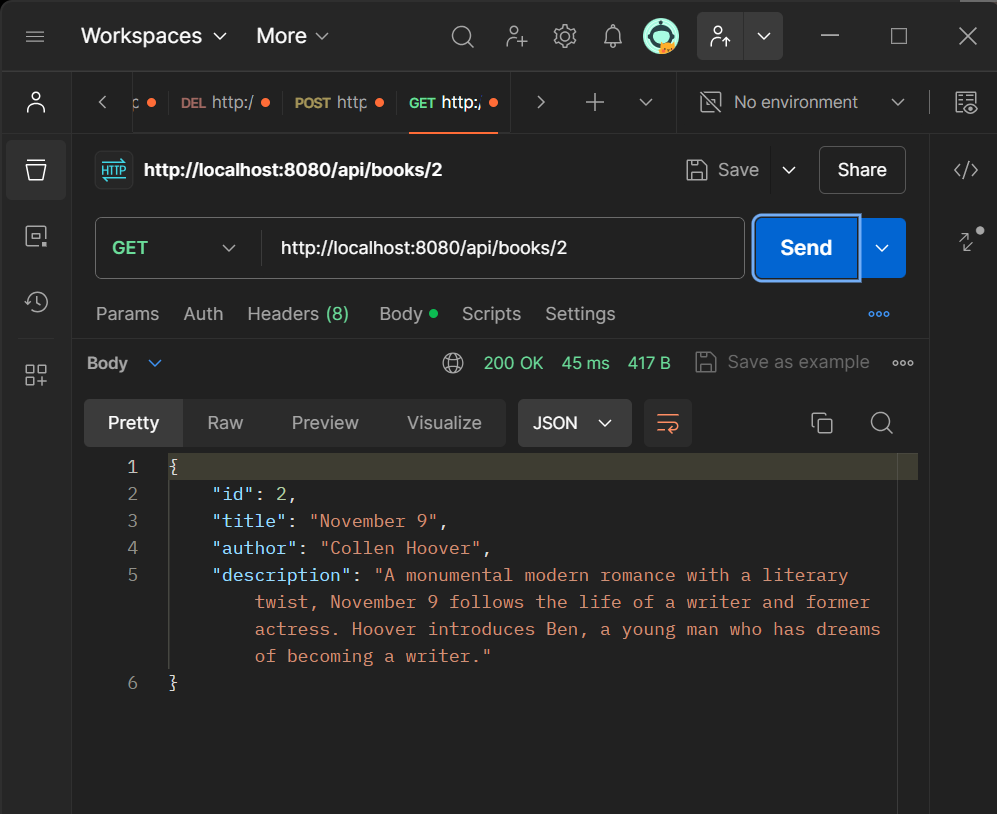 Workspaces More
DEL http:/ POST http GET http:/ No environment
HTTP http://localhost:8080/api/books/2 Save Share
GET http://localhost:8080/api/books/2 Send
Params Auth Headers (8) Body Scripts Settings
Body 200 OK 45 ms 417 B Save as example
Pretty Raw Preview Visualize JSON
1 {
2 "id": 2,
3 "title": "November 9",
4 "author": "Collen Hoover",
5 "description": "A monumental modern romance with a literary
twist, November 9 follows the life of a writer and former
actress. Hoover introduces Ben, a young man who has dreams
of becoming a writer."
6 }